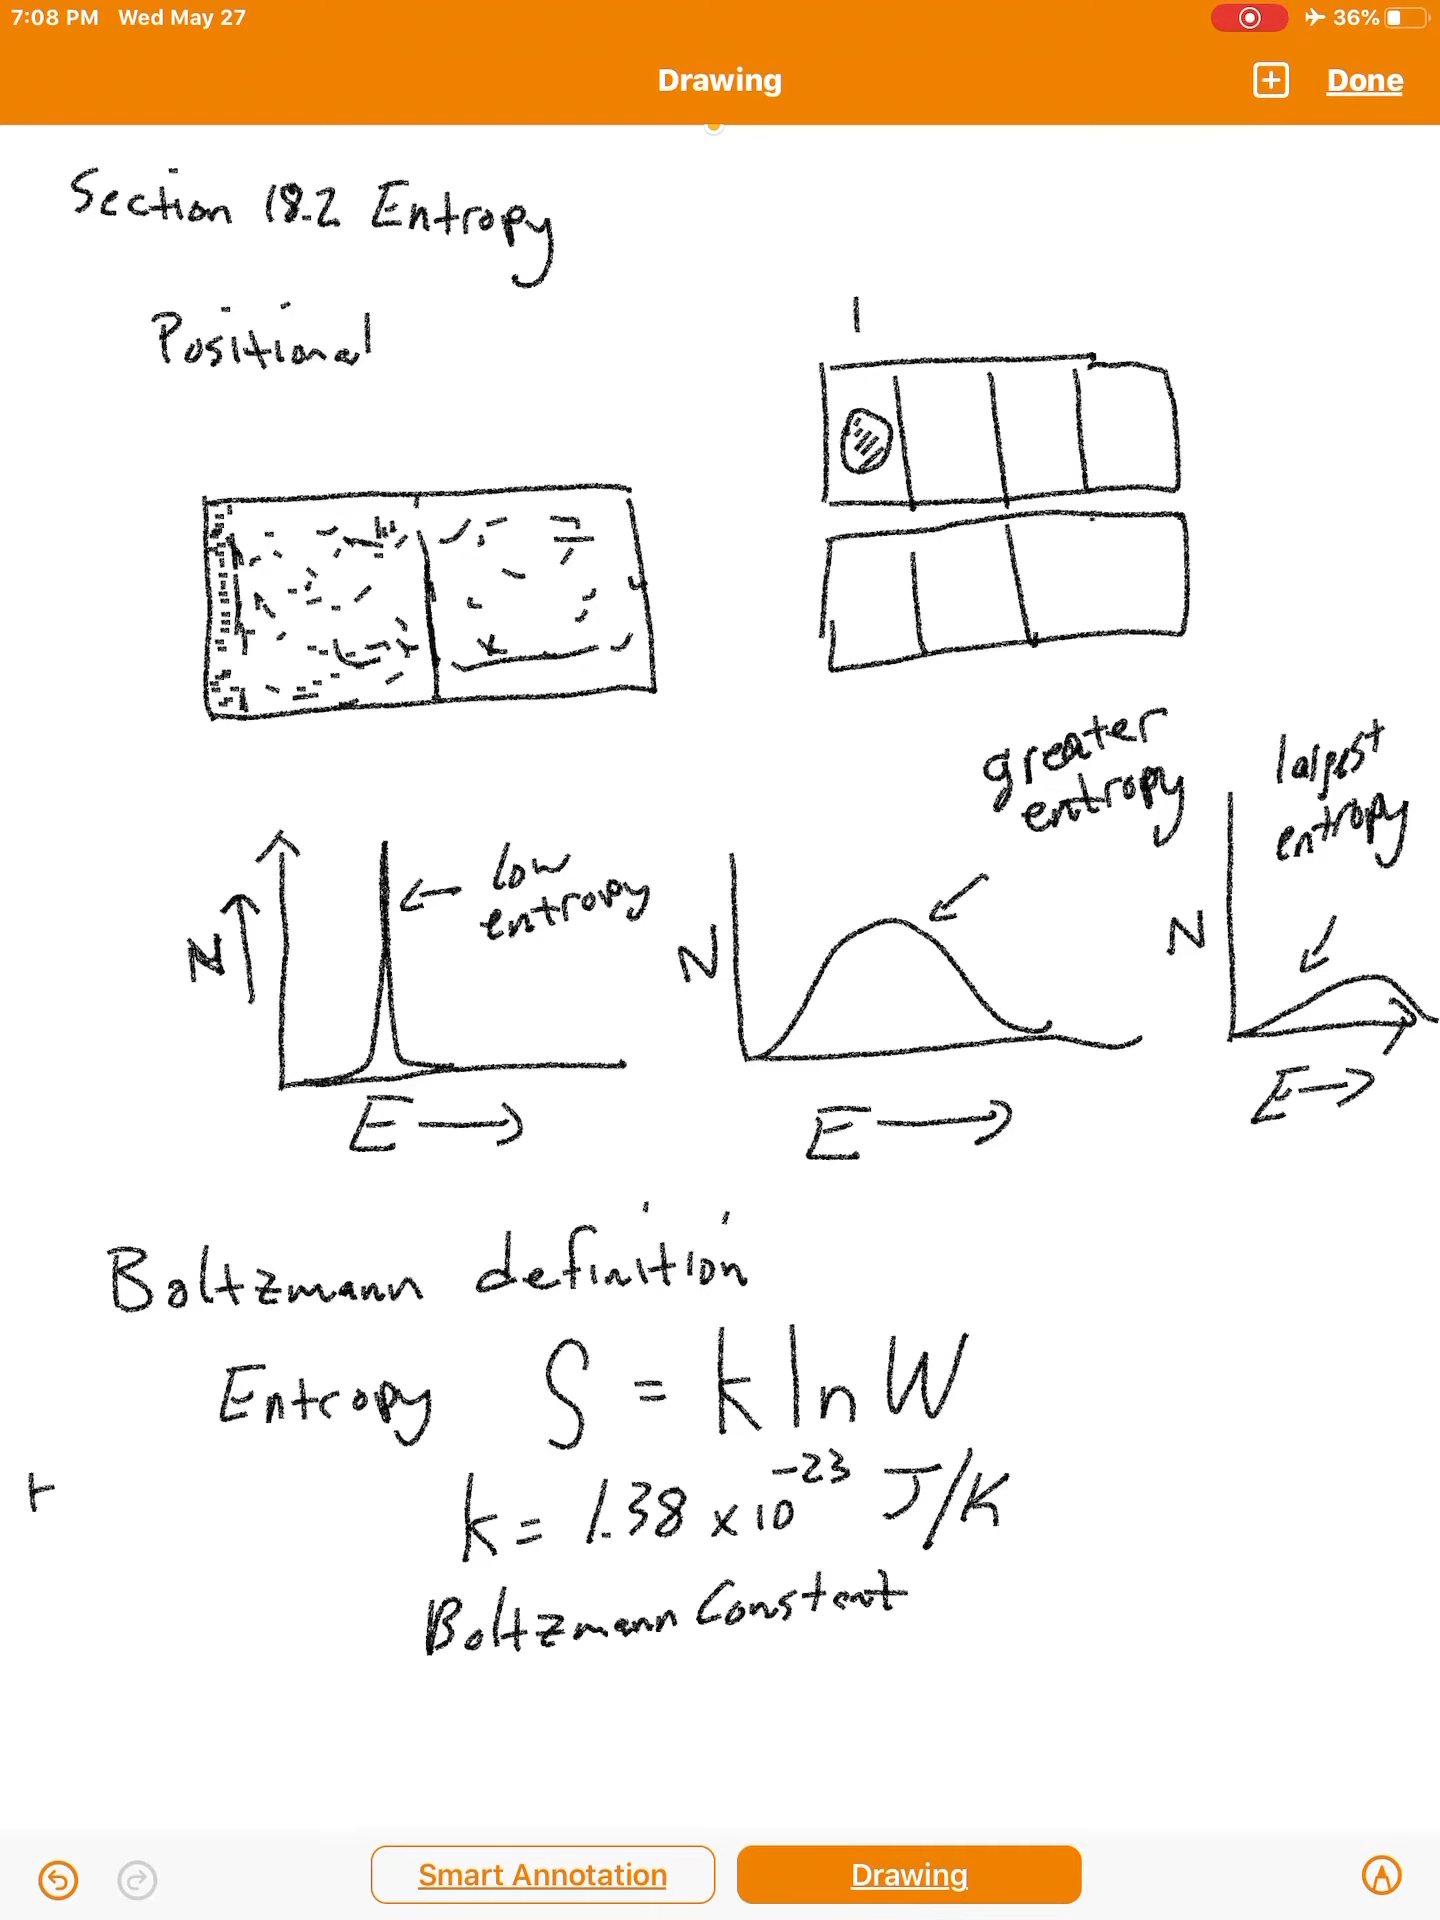 7:08 PM Wed May 27
36%
Drawing
Done
Section 18.2 Entropy
Positional
1
greater
entropy
largest
entropy
low
entropy
N
N
N
E
E
E
Boltzmann definition
Entropy S = k ln W
k = 1.38 x 10^-23 J/K
Boltzmann Constant
Smart Annotation
Drawing